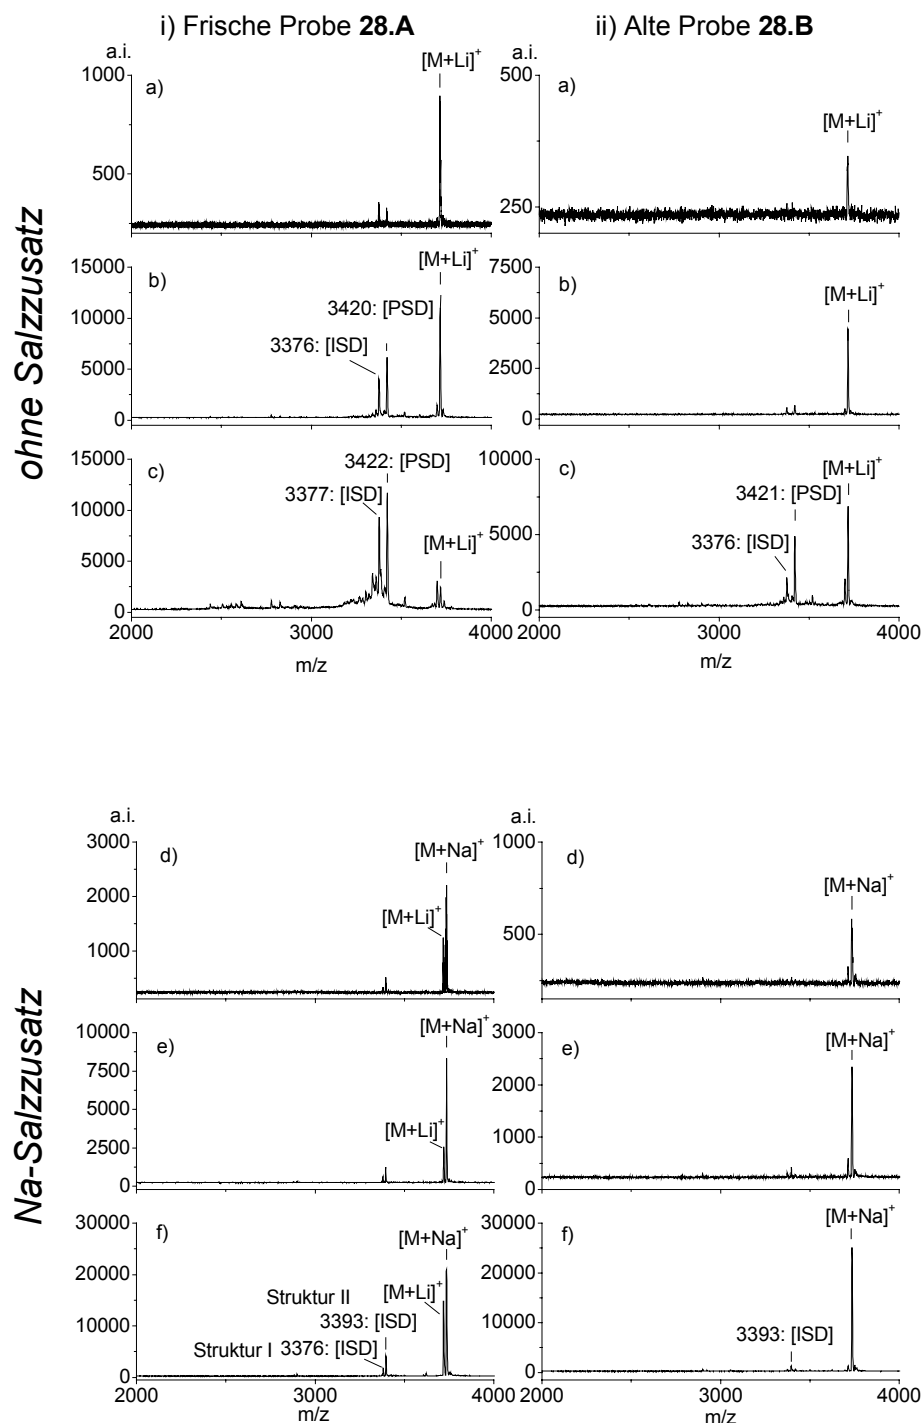 i) Frische Probe 28.A
ii) Alte Probe 28.B
ohne Salzzusatz
a.i.
a)
[M+Li]+
1000
500
a.i.
a)
[M+Li]+
500
250
b)
[M+Li]+
3420: [PSD]
3376: [ISD]
15000
10000
5000
0
b)
[M+Li]+
7500
5000
2500
0
c)
3422: [PSD]
3377: [ISD]
[M+Li]+
15000
10000
5000
0
2000 3000 4000
m/z
c)
[M+Li]+
3421: [PSD]
3376: [ISD]
10000
5000
0
2000 3000 4000
m/z
Na-Salzzusatz
a.i.
d)
[M+Na]+
[M+Li]+
3000
2000
1000
a.i.
d)
[M+Na]+
1000
500
e)
[M+Na]+
[M+Li]+
10000
7500
5000
2500
0
e)
[M+Na]+
3000
2000
1000
0
f)
[M+Na]+
[M+Li]+
Struktur II
3393: [ISD]
Struktur I 3376: [ISD]
30000
20000
10000
0
2000 3000 4000
m/z
f)
[M+Na]+
3393: [ISD]
30000
20000
10000
0
2000 3000 4000
m/z